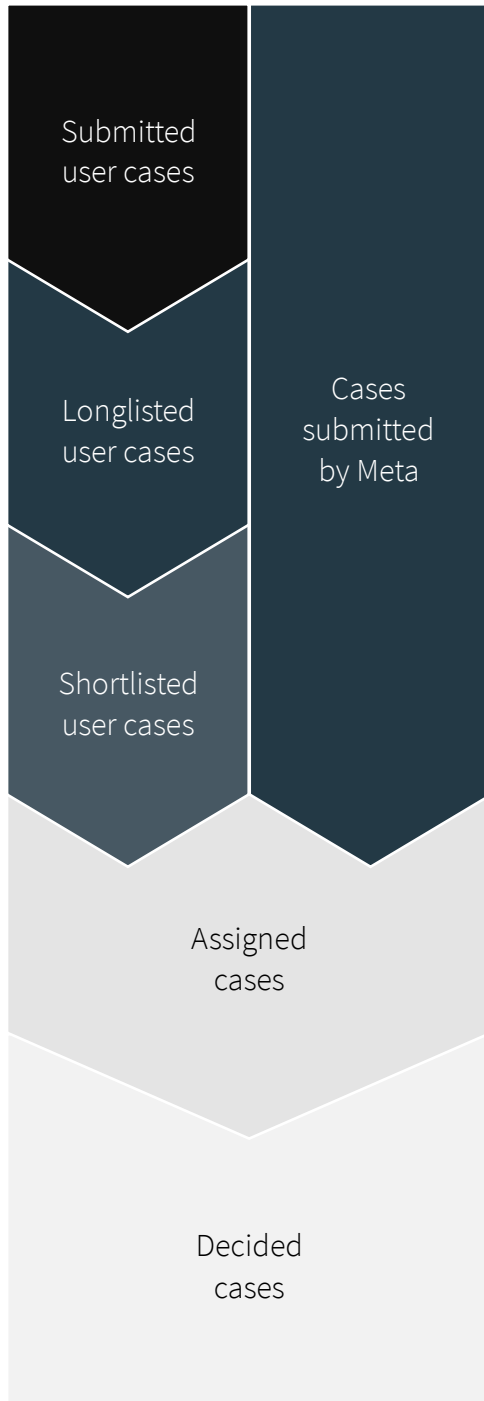 Submitted
user cases
Longlisted
user cases
Cases
submitted
by Meta
Shortlisted
user cases
Assigned
cases
Decided
cases